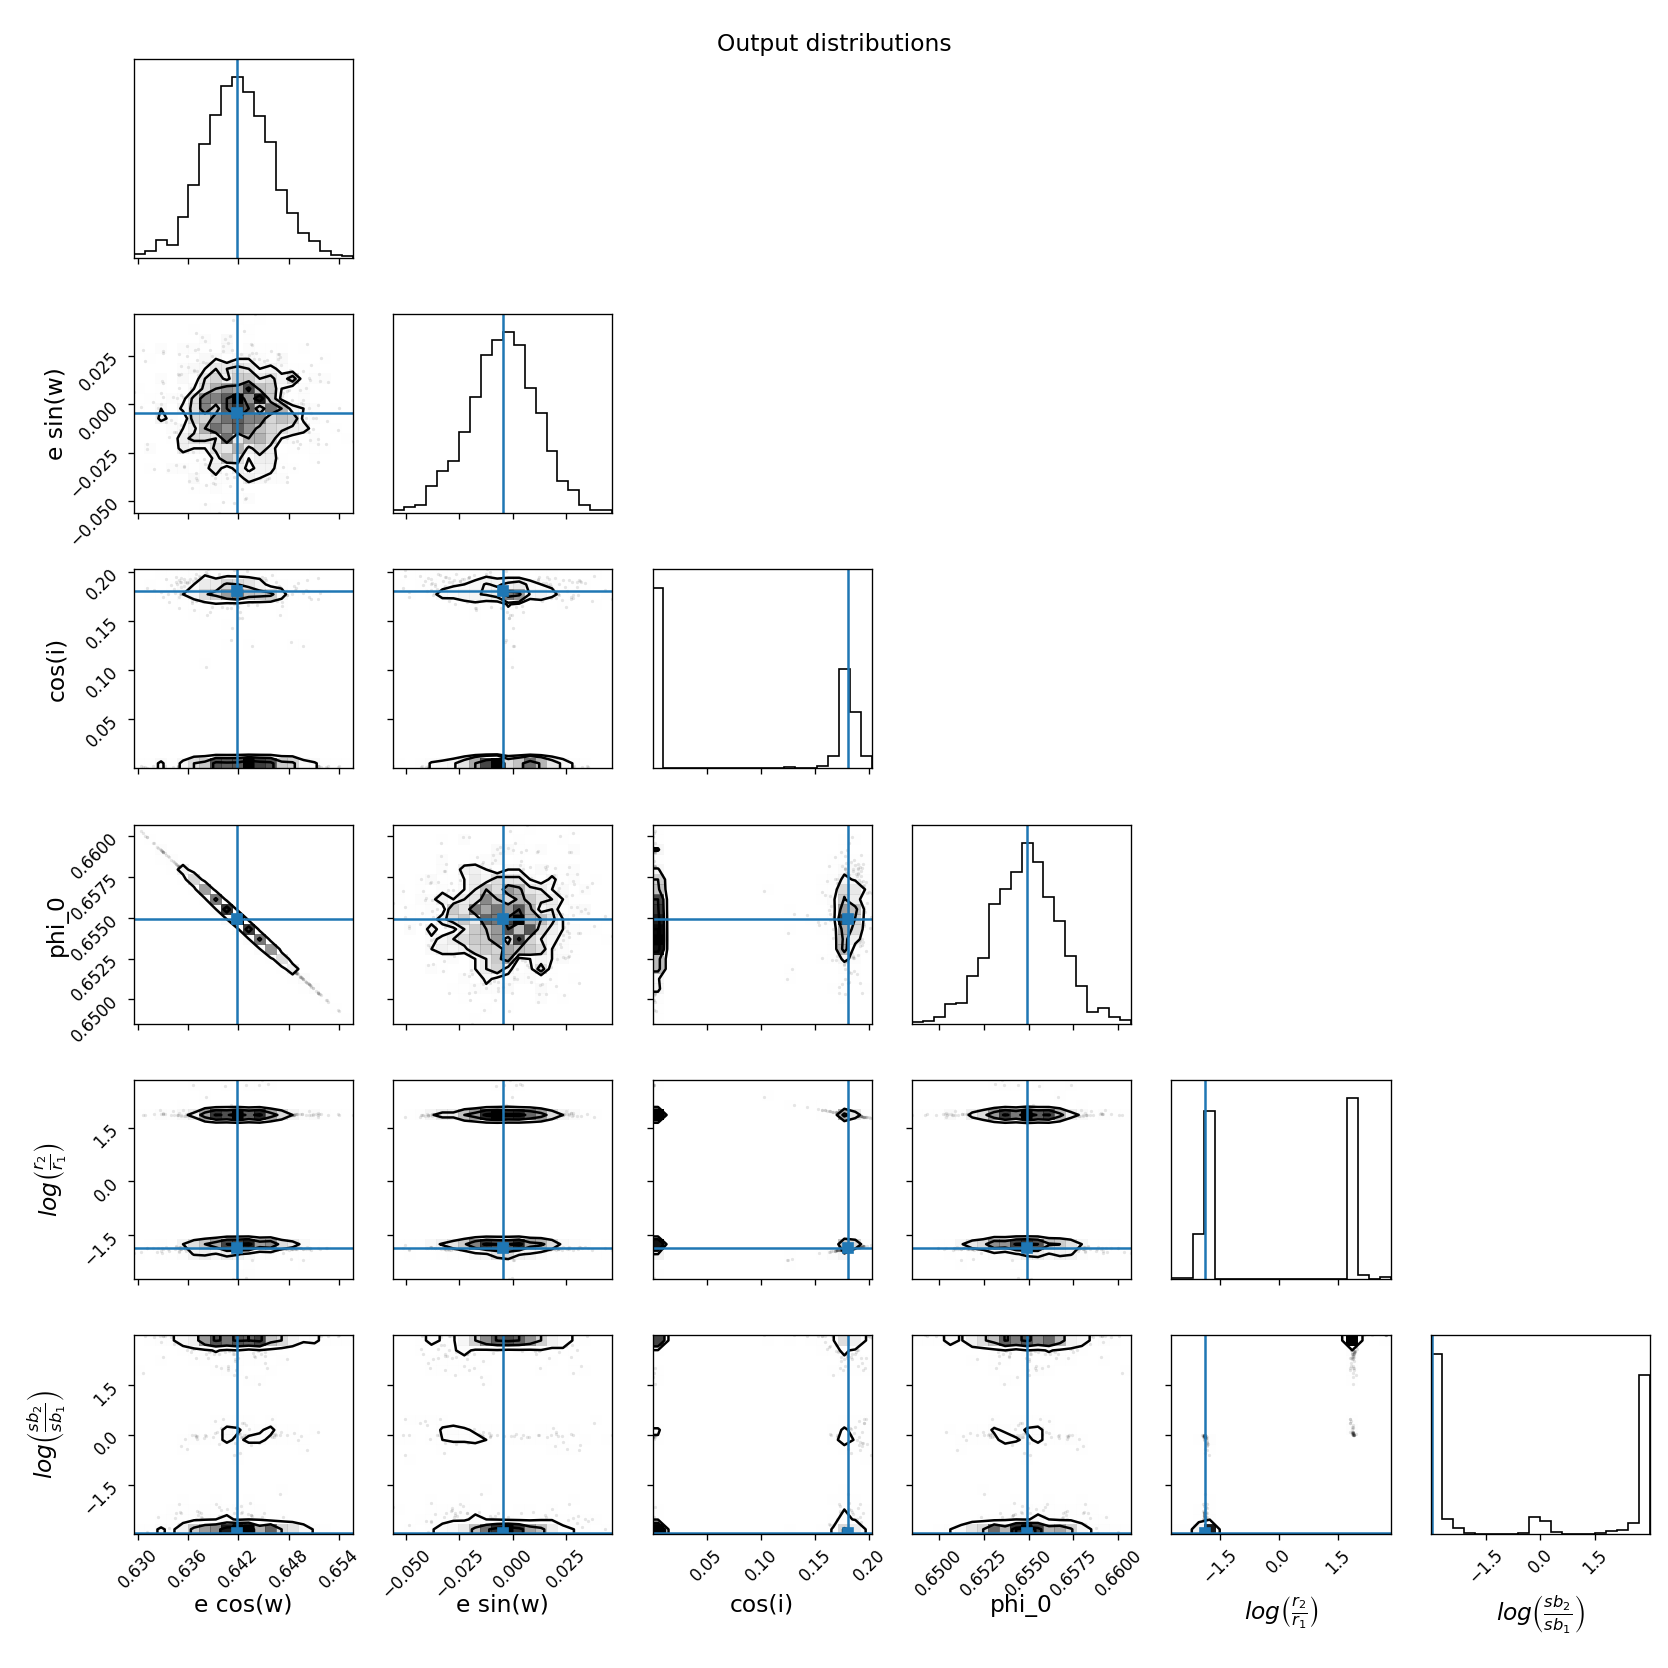 Output distributions
e sin(w)
0.025
0.000
−0.025
−0.050
cos(i)
0.20
0.15
0.10
0.05
phi_0
0.6600
0.6575
0.6550
0.6525
0.6500
log(r2/r1)
1.5
0.0
−1.5
log(sb2/sb1)
1.5
0.0
−1.5
0.630 0.636 0.642 0.648 0.654
−0.050 −0.025 0.000 0.025
0.05 0.10 0.15 0.20
0.6500 0.6525 0.6550 0.6575 0.6600
−1.5 0.0 1.5
−1.5 0.0 1.5
e cos(w) e sin(w) cos(i) phi_0 log(r2/r1) log(sb2/sb1)